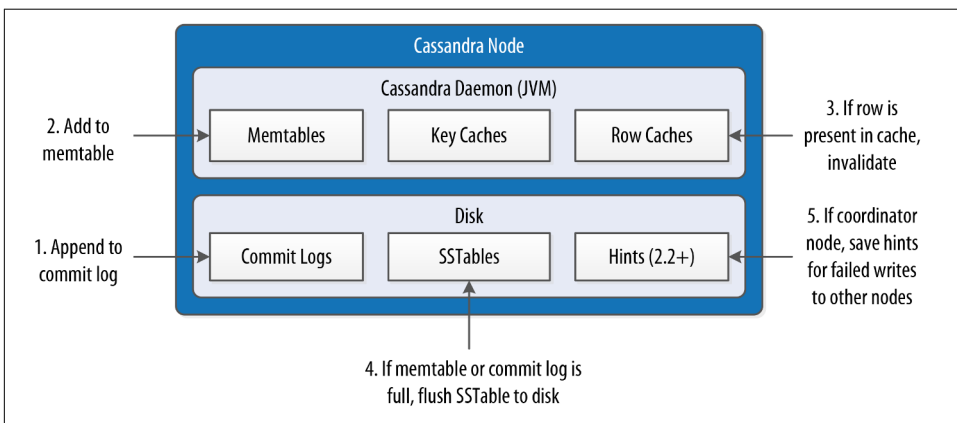 Cassandra Node
Cassandra Daemon (JVM)
2. Add to
memtable
Memtables
Key Caches
Row Caches
3. If row is
present in cache,
invalidate
Disk
1. Append to
commit log
Commit Logs
SSTables
Hints (2.2+)
5. If coordinator
node, save hints
for failed writes
to other nodes
4. If memtable or commit log is
full, flush SSTable to disk